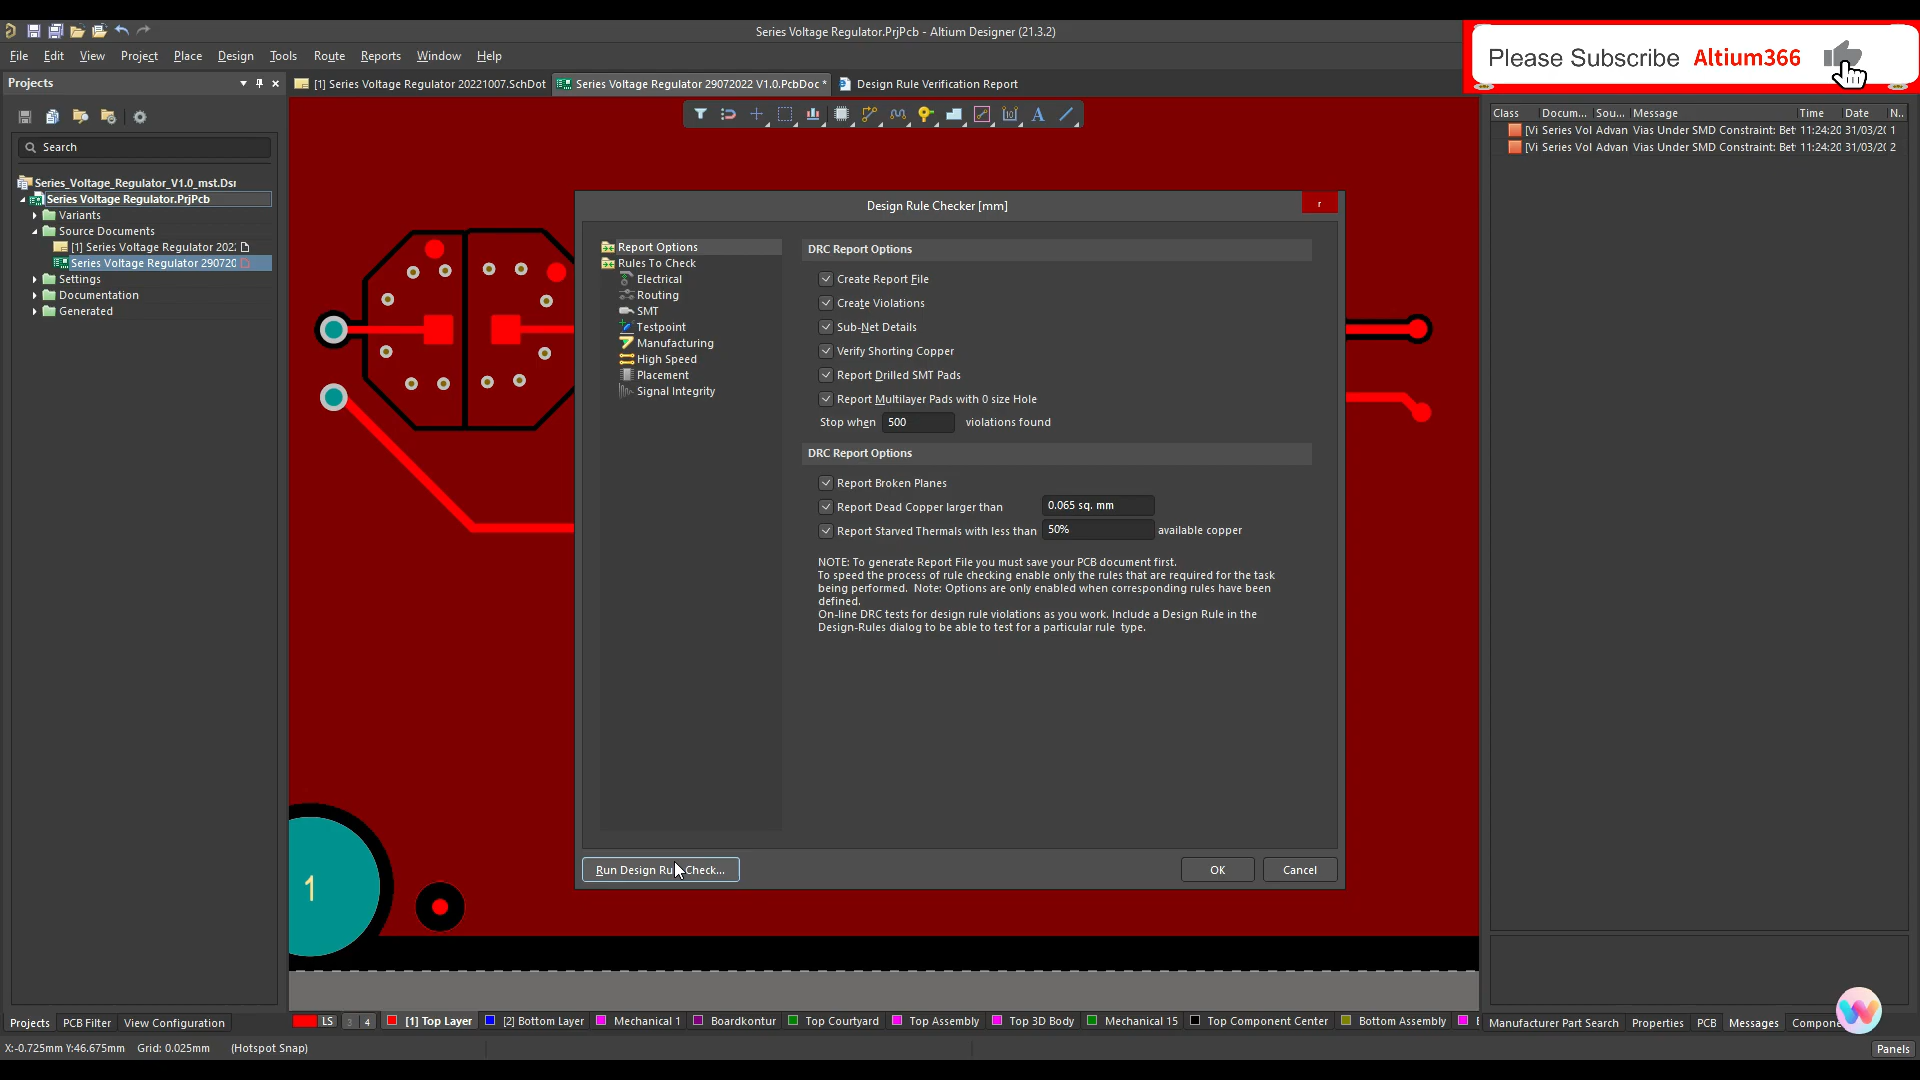 Series Voltage Regulator.PrjPcb - Altium Designer (21.3.2)
File Edit View Project Place Design Tools Route Reports Window Help
Please Subscribe Altium366
Projects
[1] Series Voltage Regulator 20221007.SchDot
Series Voltage Regulator 29072022 V1.0.PcbDoc *
Design Rule Verification Report
Search
Series_Voltage_Regulator_V1.0_mst.Dsn
Series Voltage Regulator.PrjPcb
Variants
Source Documents
[1] Series Voltage Regulator 202
Series Voltage Regulator 290720
Settings
Documentation
Generated
Class Docum... Sou... Message Time Date N..
[Vi Series Vol Advan Vias Under SMD Constraint: Bet 11:24:20 31/03/20 1
[Vi Series Vol Advan Vias Under SMD Constraint: Bet 11:24:20 31/03/20 2
Design Rule Checker [mm]
r
Report Options
Rules To Check
Electrical
Routing
SMT
Testpoint
Manufacturing
High Speed
Placement
Signal Integrity
DRC Report Options
Create Report File
Create Violations
Sub-Net Details
Verify Shorting Copper
Report Drilled SMT Pads
Report Multilayer Pads with 0 size Hole
Stop when 500 violations found
DRC Report Options
Report Broken Planes
Report Dead Copper larger than 0.065 sq. mm
Report Starved Thermals with less than 50% available copper
NOTE: To generate Report File you must save your PCB document first.
To speed the process of rule checking enable only the rules that are required for the task
being performed. Note: Options are only enabled when corresponding rules have been
defined.
On-line DRC tests for design rule violations as you work. Include a Design Rule in the
Design-Rules dialog to be able to test for a particular rule type.
Run Design Rule Check...
OK
Cancel
1
Projects PCB Filter View Configuration
LS 3 4 [1] Top Layer [2] Bottom Layer Mechanical 1 Boardkontur Top Courtyard Top Assembly Top 3D Body Mechanical 15 Top Component Center Bottom Assembly
Manufacturer Part Search Properties PCB Messages Compone
X:-0.725mm Y:46.675mm Grid: 0.025mm (Hotspot Snap)
Panels